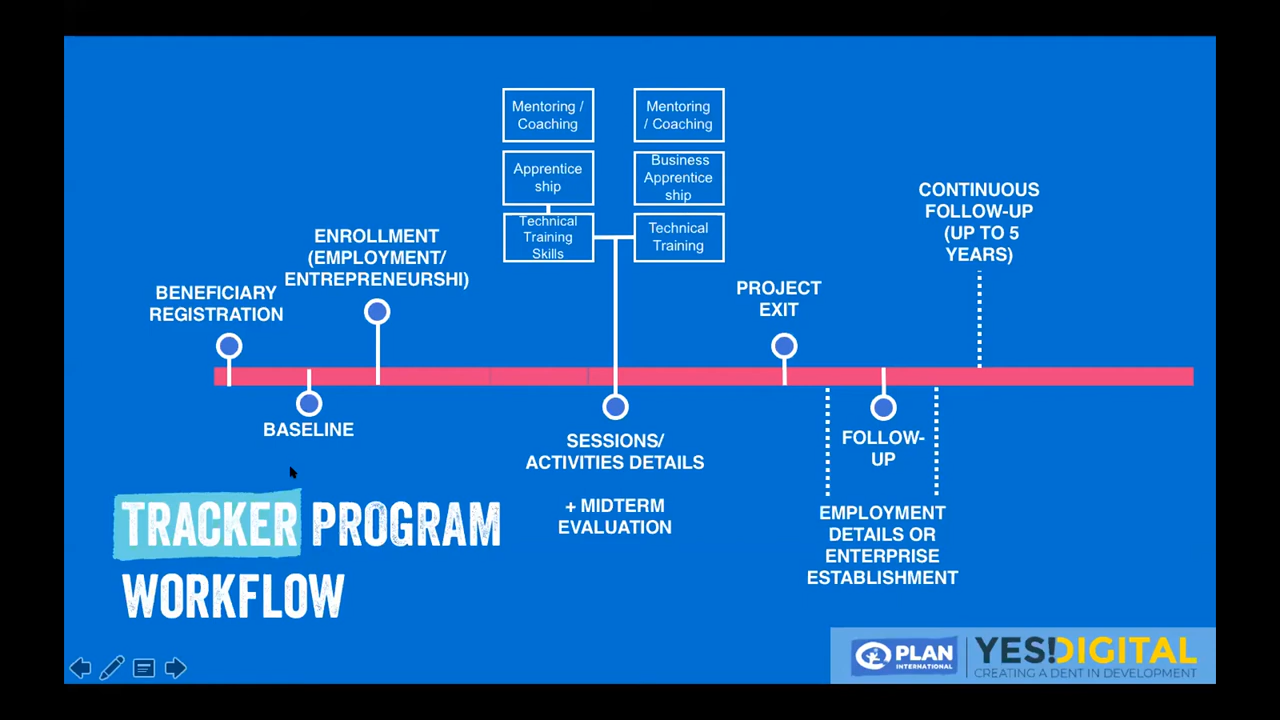 Mentoring /
Coaching
Mentoring
/ Coaching
Apprentice
ship
Business
Apprentice
ship
Technical
Training
Skills
Technical
Training
CONTINUOUS
FOLLOW-UP
(UP TO 5
YEARS)
ENROLLMENT
(EMPLOYMENT/
ENTREPRENEURSHI)
BENEFICIARY
REGISTRATION
PROJECT
EXIT
BASELINE
SESSIONS/
ACTIVITIES DETAILS
+ MIDTERM
EVALUATION
FOLLOW-
UP
EMPLOYMENT
DETAILS OR
ENTERPRISE
ESTABLISHMENT
TRACKER PROGRAM
WORKFLOW
PLAN
INTERNATIONAL
YES!DIGITAL
CREATING A DENT IN DEVELOPMENT